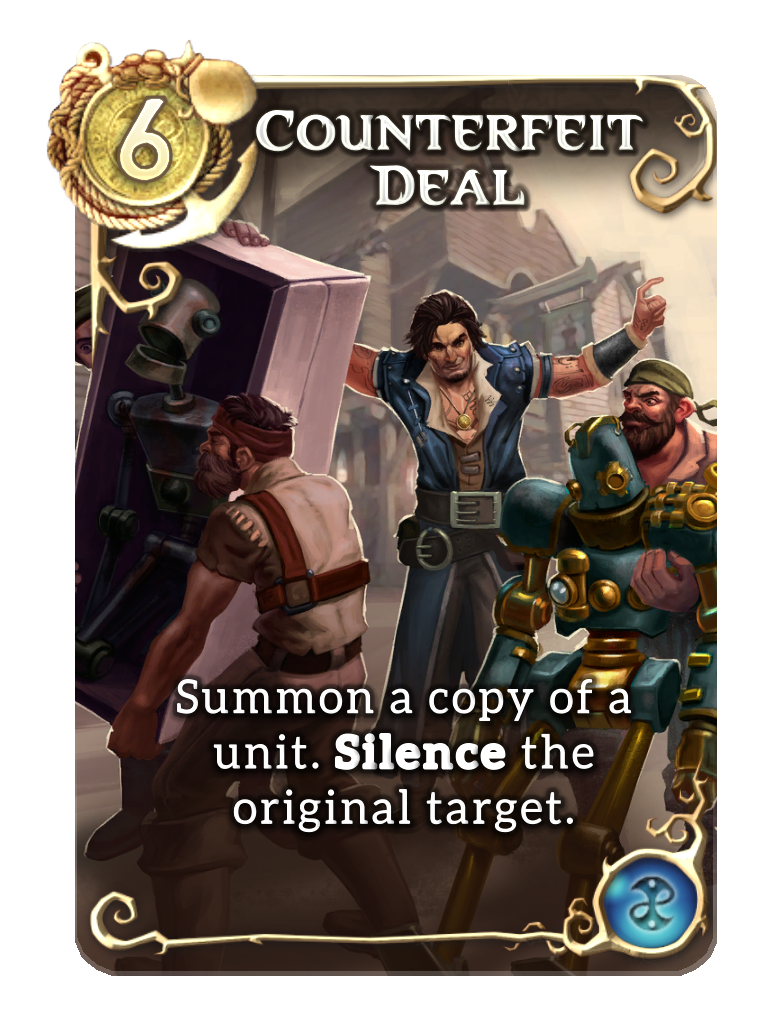 6
COUNTERFEIT
DEAL
Summon a copy of a
unit. Silence the
original target.